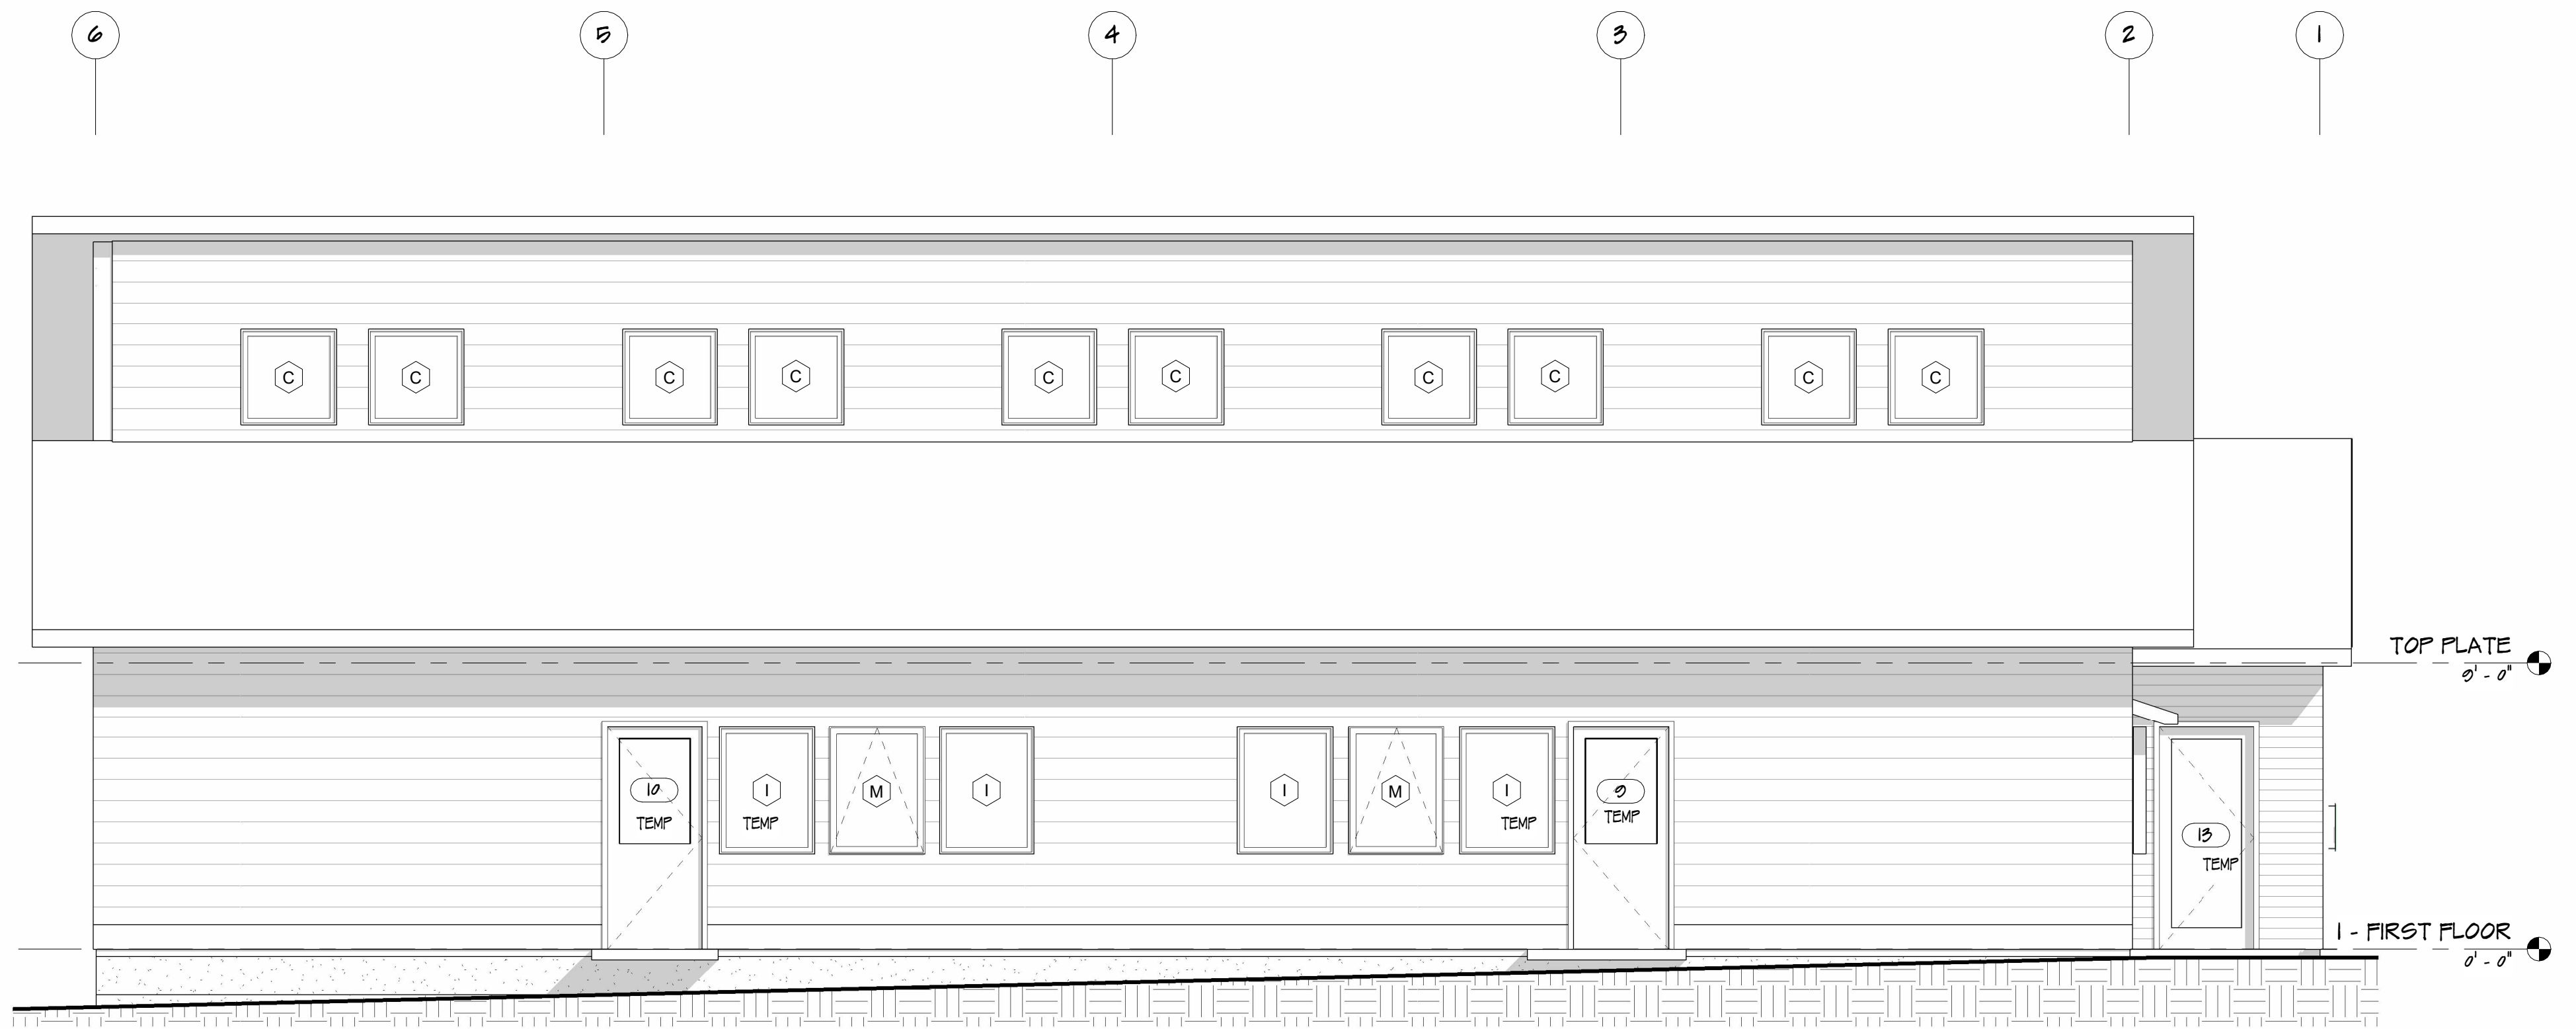 6 5 4 3 2 1
C C C C C C C C C C
TOP PLATE
9' - 0"
10 I M I I M I 9
TEMP TEMP TEMP TEMP
13
TEMP
1 - FIRST FLOOR
0' - 0"